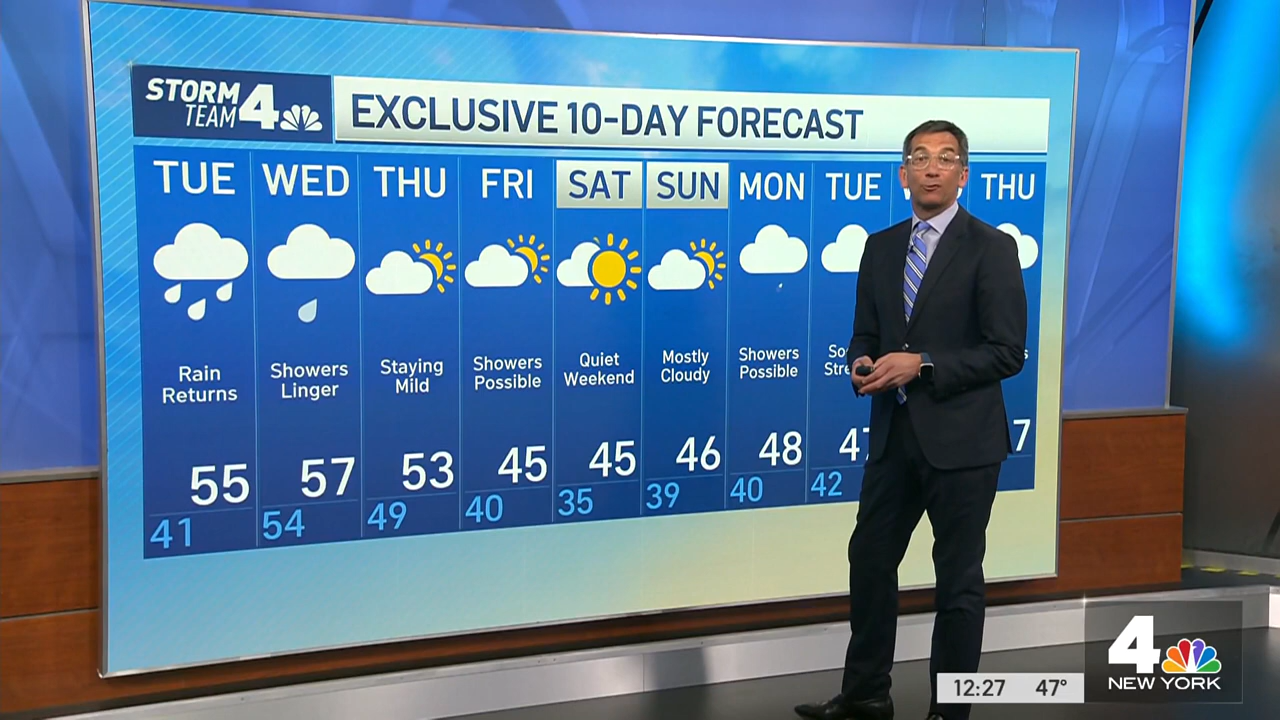 STORM
TEAM 4
EXCLUSIVE 10-DAY FORECAST
TUE WED THU FRI SAT SUN MON TUE THU
Rain
Returns
Showers
Linger
Staying
Mild
Showers
Possible
Quiet
Weekend
Mostly
Cloudy
Showers
Possible
55 57 53 45 45 46 48 47
41 54 49 40 35 39 40 42
4
NEW YORK
12:27 47°